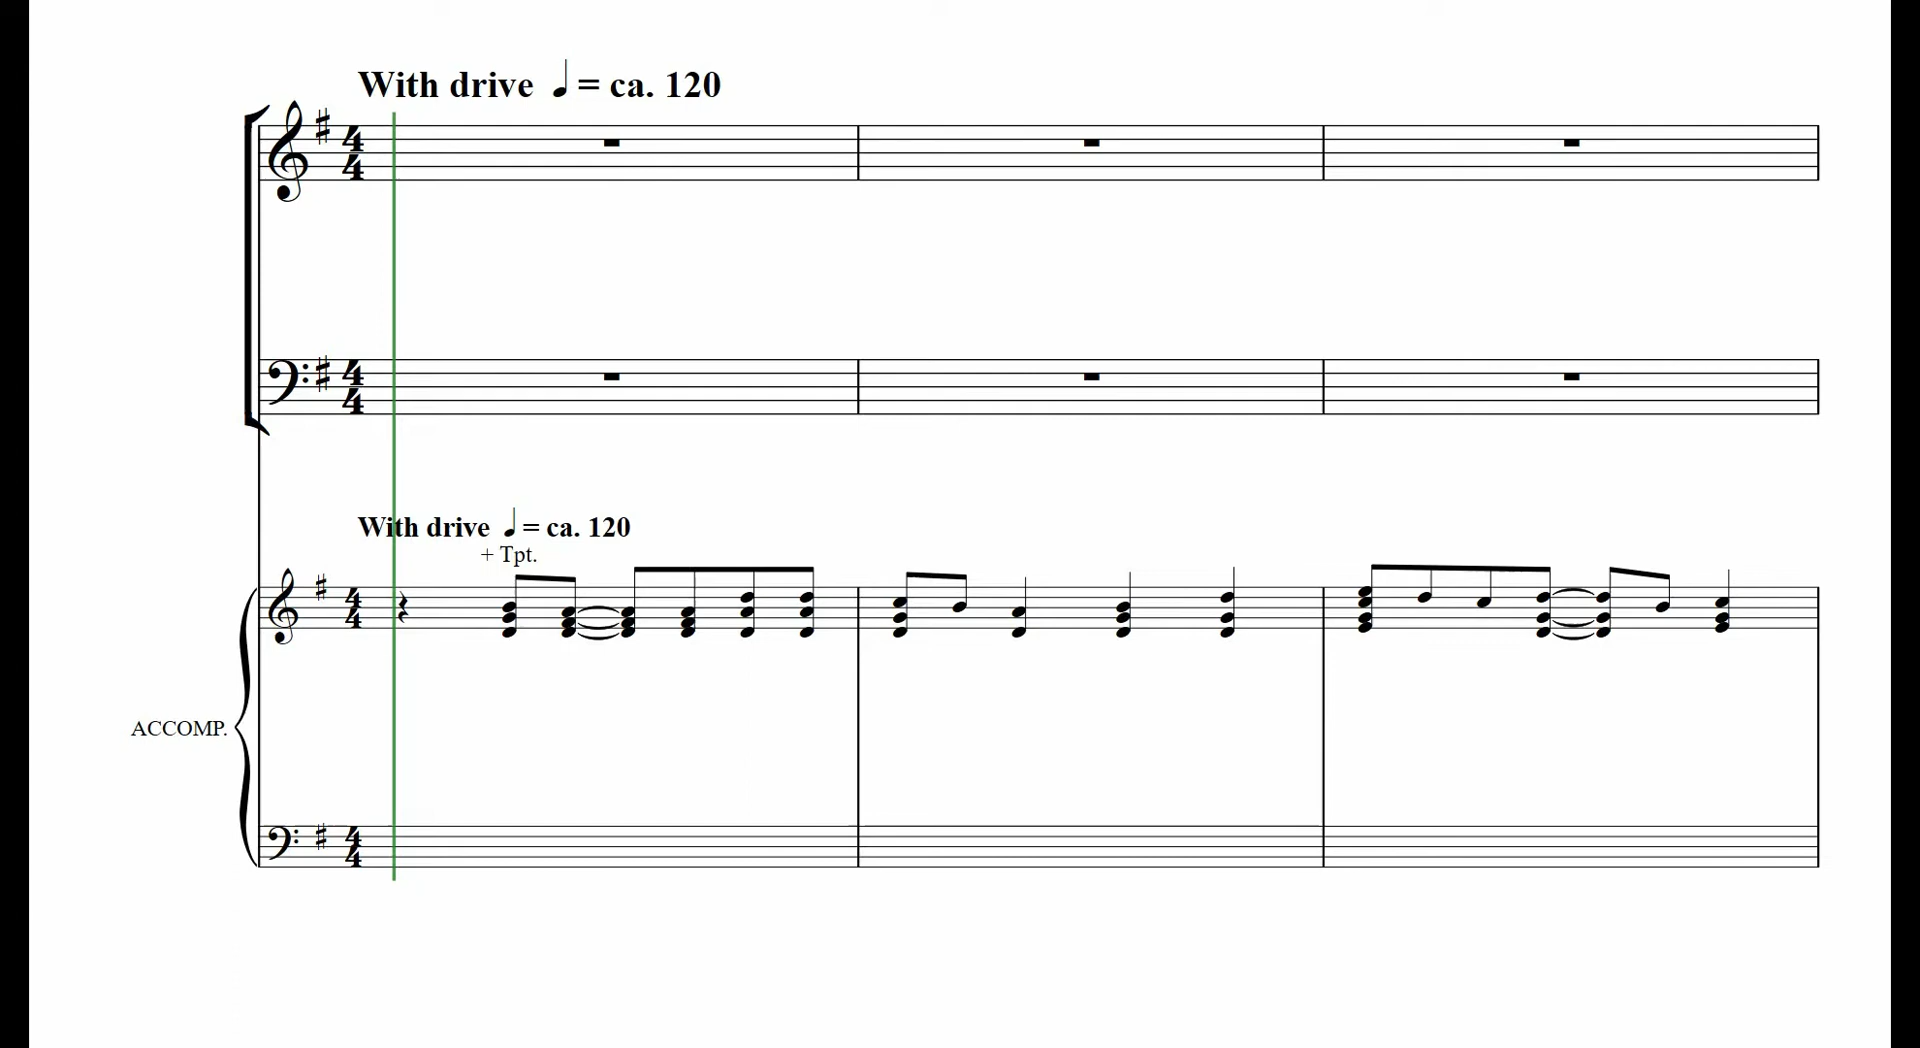 With drive ♩ = ca. 120
With drive ♩ = ca. 120
+ Tpt.
ACCOMP.